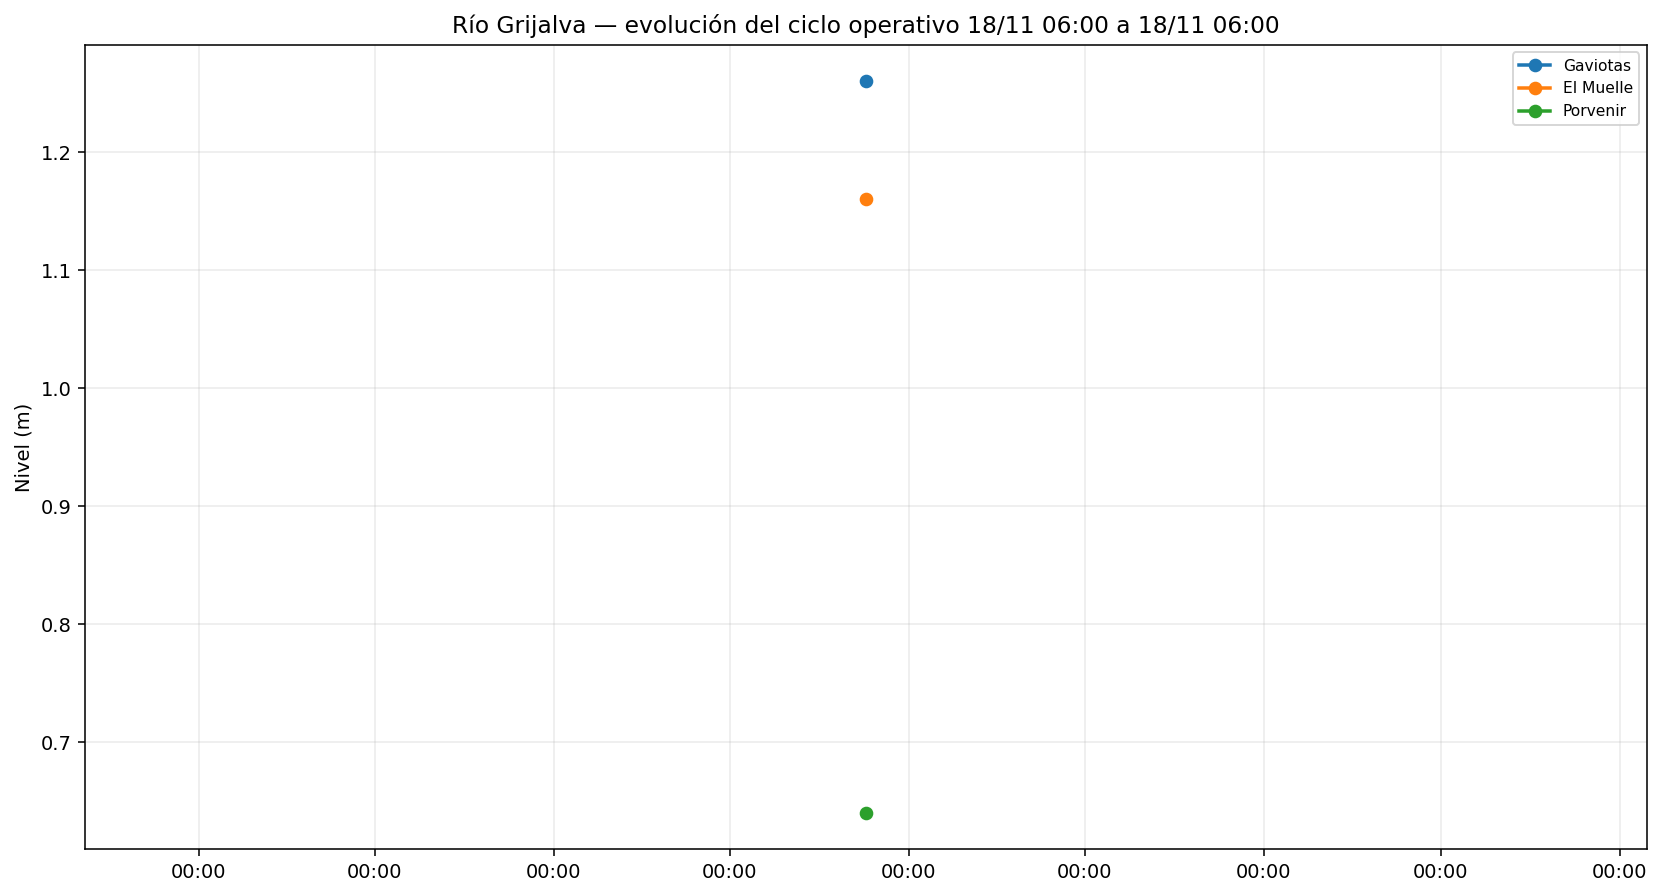 Río Grijalva — evolución del ciclo operativo 18/11 06:00 a 18/11 06:00
Gaviotas
El Muelle
Porvenir
Nivel (m)
1.2
1.1
1.0
0.9
0.8
0.7
00:00 00:00 00:00 00:00 00:00 00:00 00:00 00:00 00:00